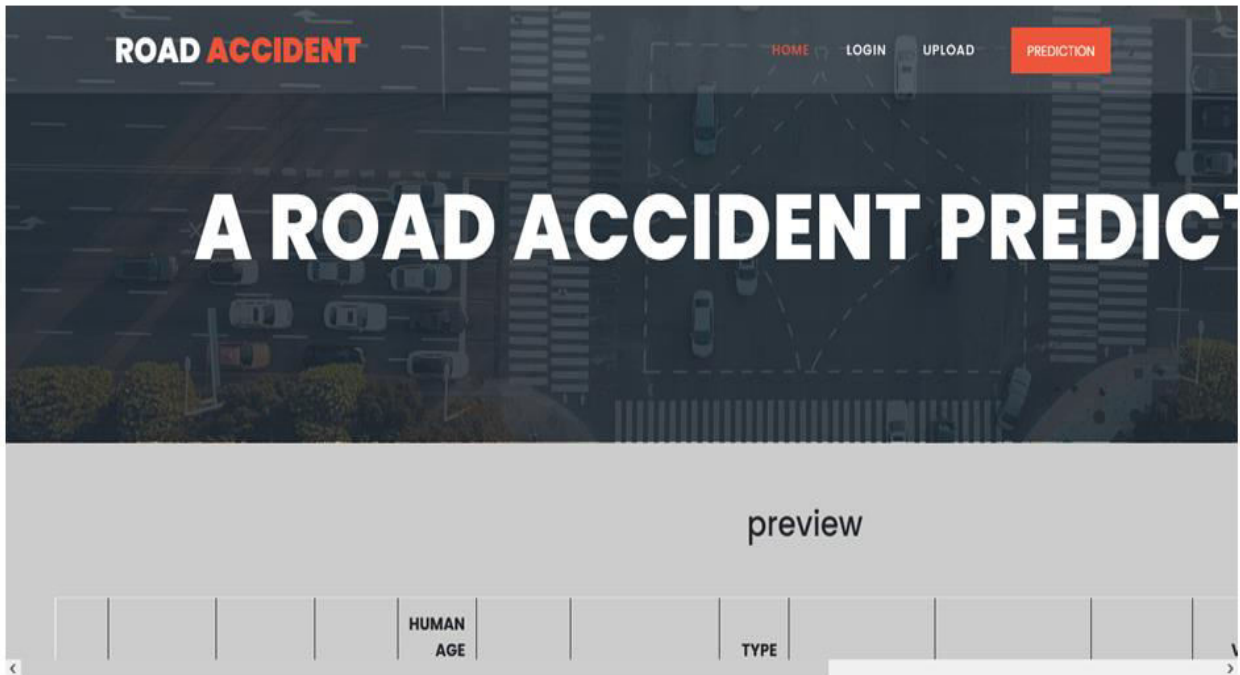 ROAD ACCIDENT
HOME LOGIN UPLOAD PREDICTION
A ROAD ACCIDENT PREDICT
preview
HUMAN
AGE TYPE V